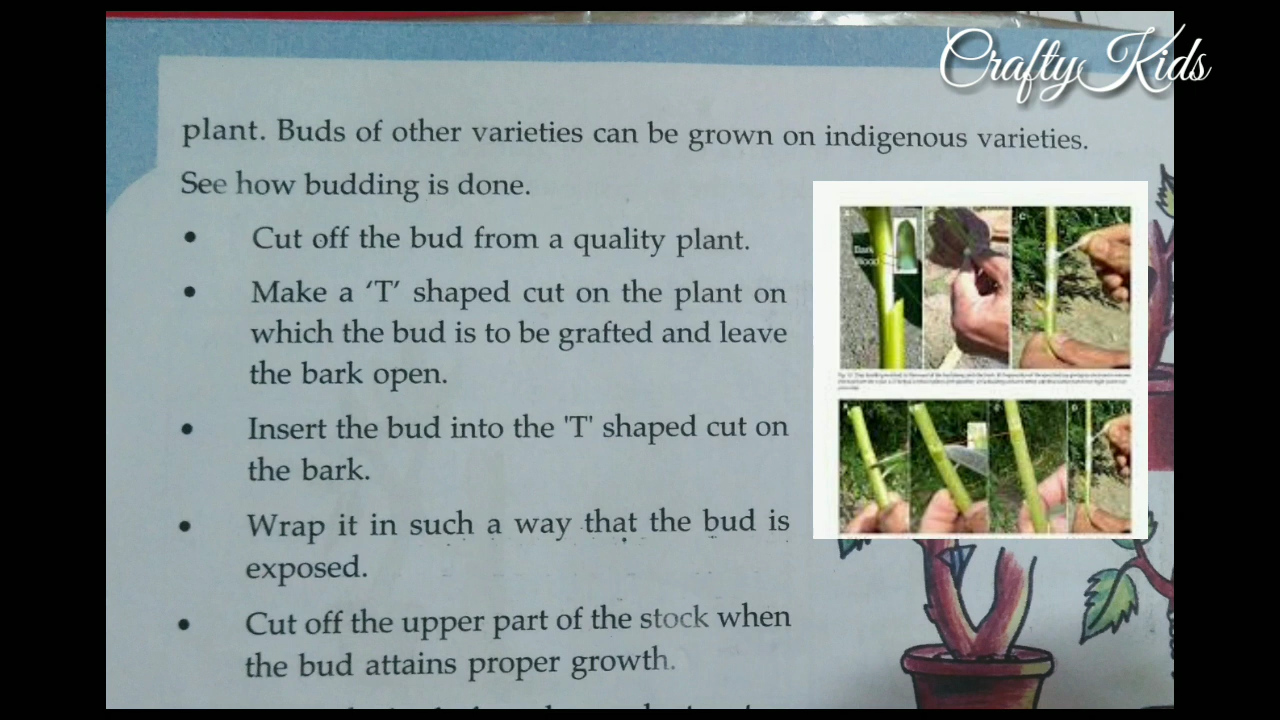 Crafty Kids
plant. Buds of other varieties can be grown on indigenous varieties.
See how budding is done.
• Cut off the bud from a quality plant.
• Make a ‘T’ shaped cut on the plant on
which the bud is to be grafted and leave
the bark open.
• Insert the bud into the 'T' shaped cut on
the bark.
• Wrap it in such a way that the bud is
exposed.
• Cut off the upper part of the stock when
the bud attains proper growth.
Bark
Wood
C